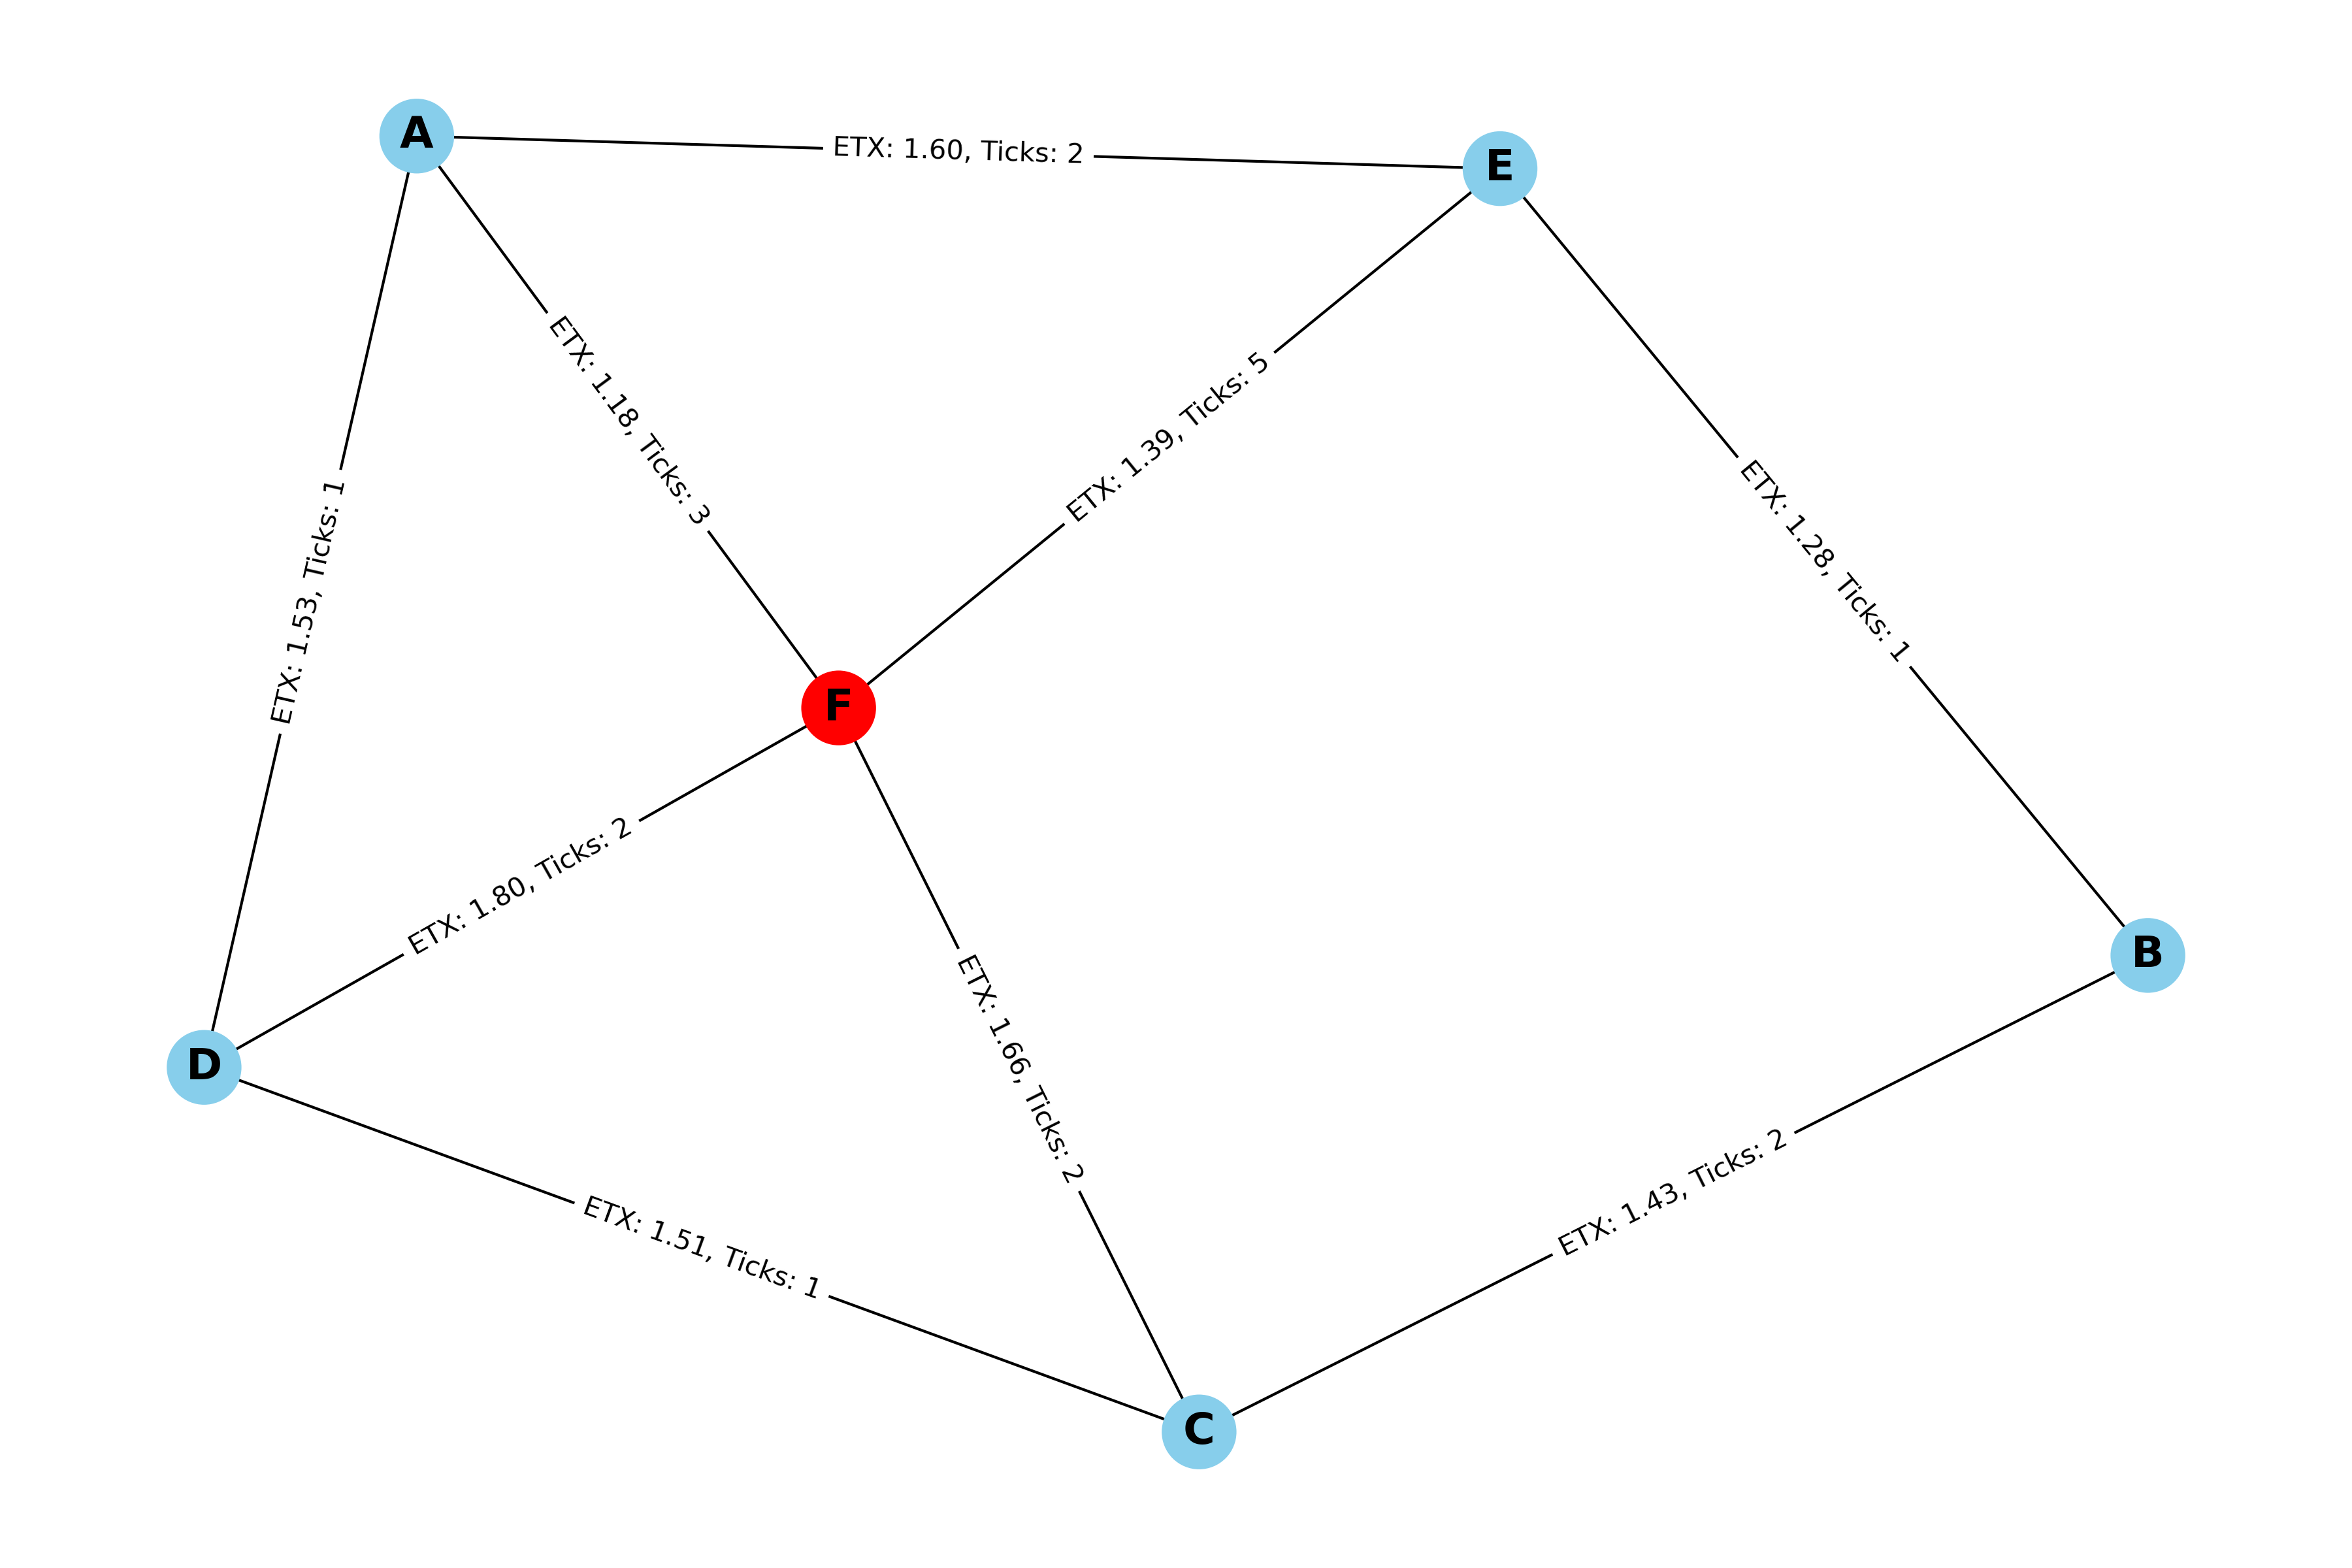 A
ETX: 1.60, Ticks: 2
E
ETX: 1.18, Ticks: 3
ETX: 1.39, Ticks: 5
ETX: 1.53, Ticks: 1
ETX: 1.28, Ticks: 1
F
ETX: 1.80, Ticks: 2
B
D
ETX: 1.66, Ticks: 2
ETX: 1.51, Ticks: 1
ETX: 1.43, Ticks: 2
C